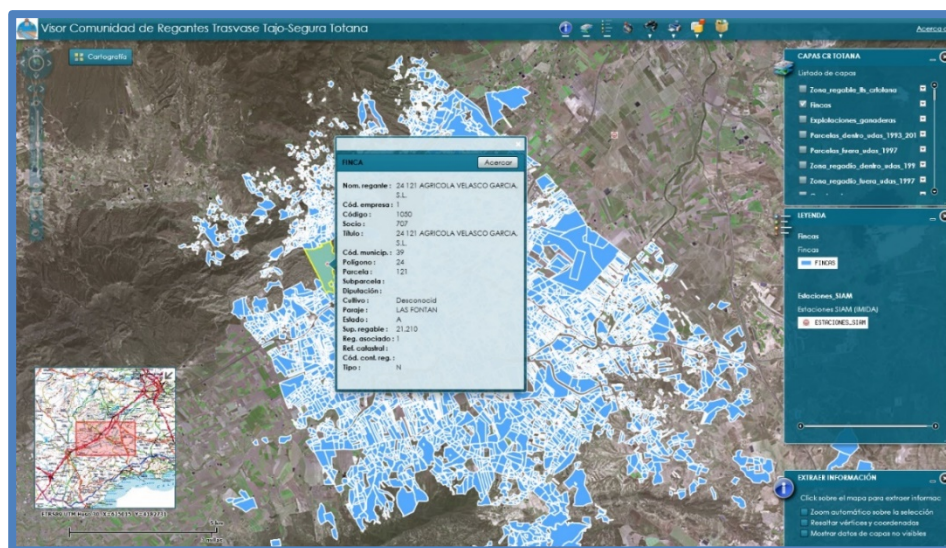 Visor Comunidad de Regantes Trasvase Tajo-Segura Totana
Acerca d
Cartografía
CAPAS CR TOTANA
Listado de capas
Zona_regable_tts_crtotana
Fincas
Explotaciones_ganaderas
Parcelas_dentro_udas_1993_201
Parcelas_fuera_udas_1997
Zona_regadio_dentro_udas_199
Zona_regadio_fuera_udas_1997
FINCA
Acercar
Nom. regante : 24 121 AGRICOLA VELASCO GARCIA,
S.L.
Cód. empresa : 1
Código : 1080
Socio : 707
Título : 24 121 AGRICOLA VELASCO GARCIA,
S.L.
Cód. municip. : 39
Polígono : 24
Parcela : 121
Subparcela :
Diputación :
Cultivo : Desconocid
Paraje : LAS FONTAN
Estado : A
Sup. regable : 21,210
Reg. asociado : 1
Ref. catastral :
Cód. cont. reg. :
Tipo : N
LEYENDA
Fincas
Fincas
FINCAS
Estaciones_SIAM
Estaciones SIAM (IMIDA)
ESTACIONES_SIAM
EXTRAER INFORMACIÓN
Click sobre el mapa para extraer informac
Zoom automático sobre la selección
Resaltar vértices y coordenadas
Mostrar datos de capas no visibles